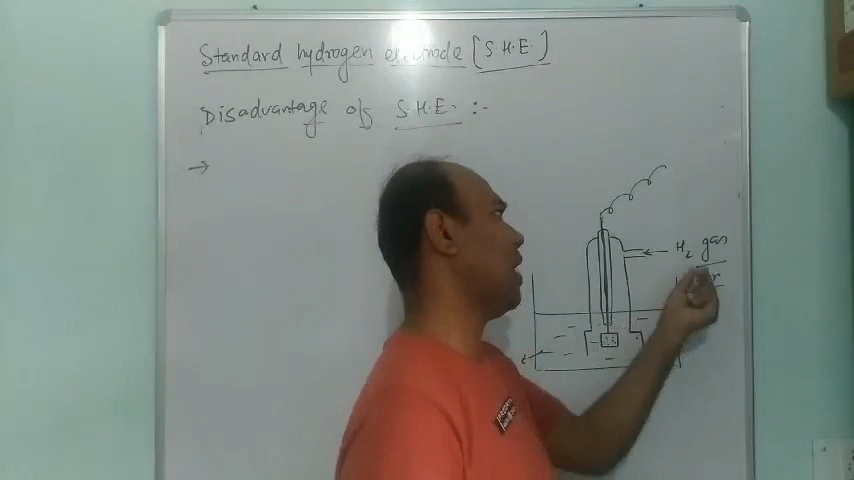 Standard hydrogen electrode [S.H.E.]
Disadvantage of S.H.E. :-
→
H₂ gas